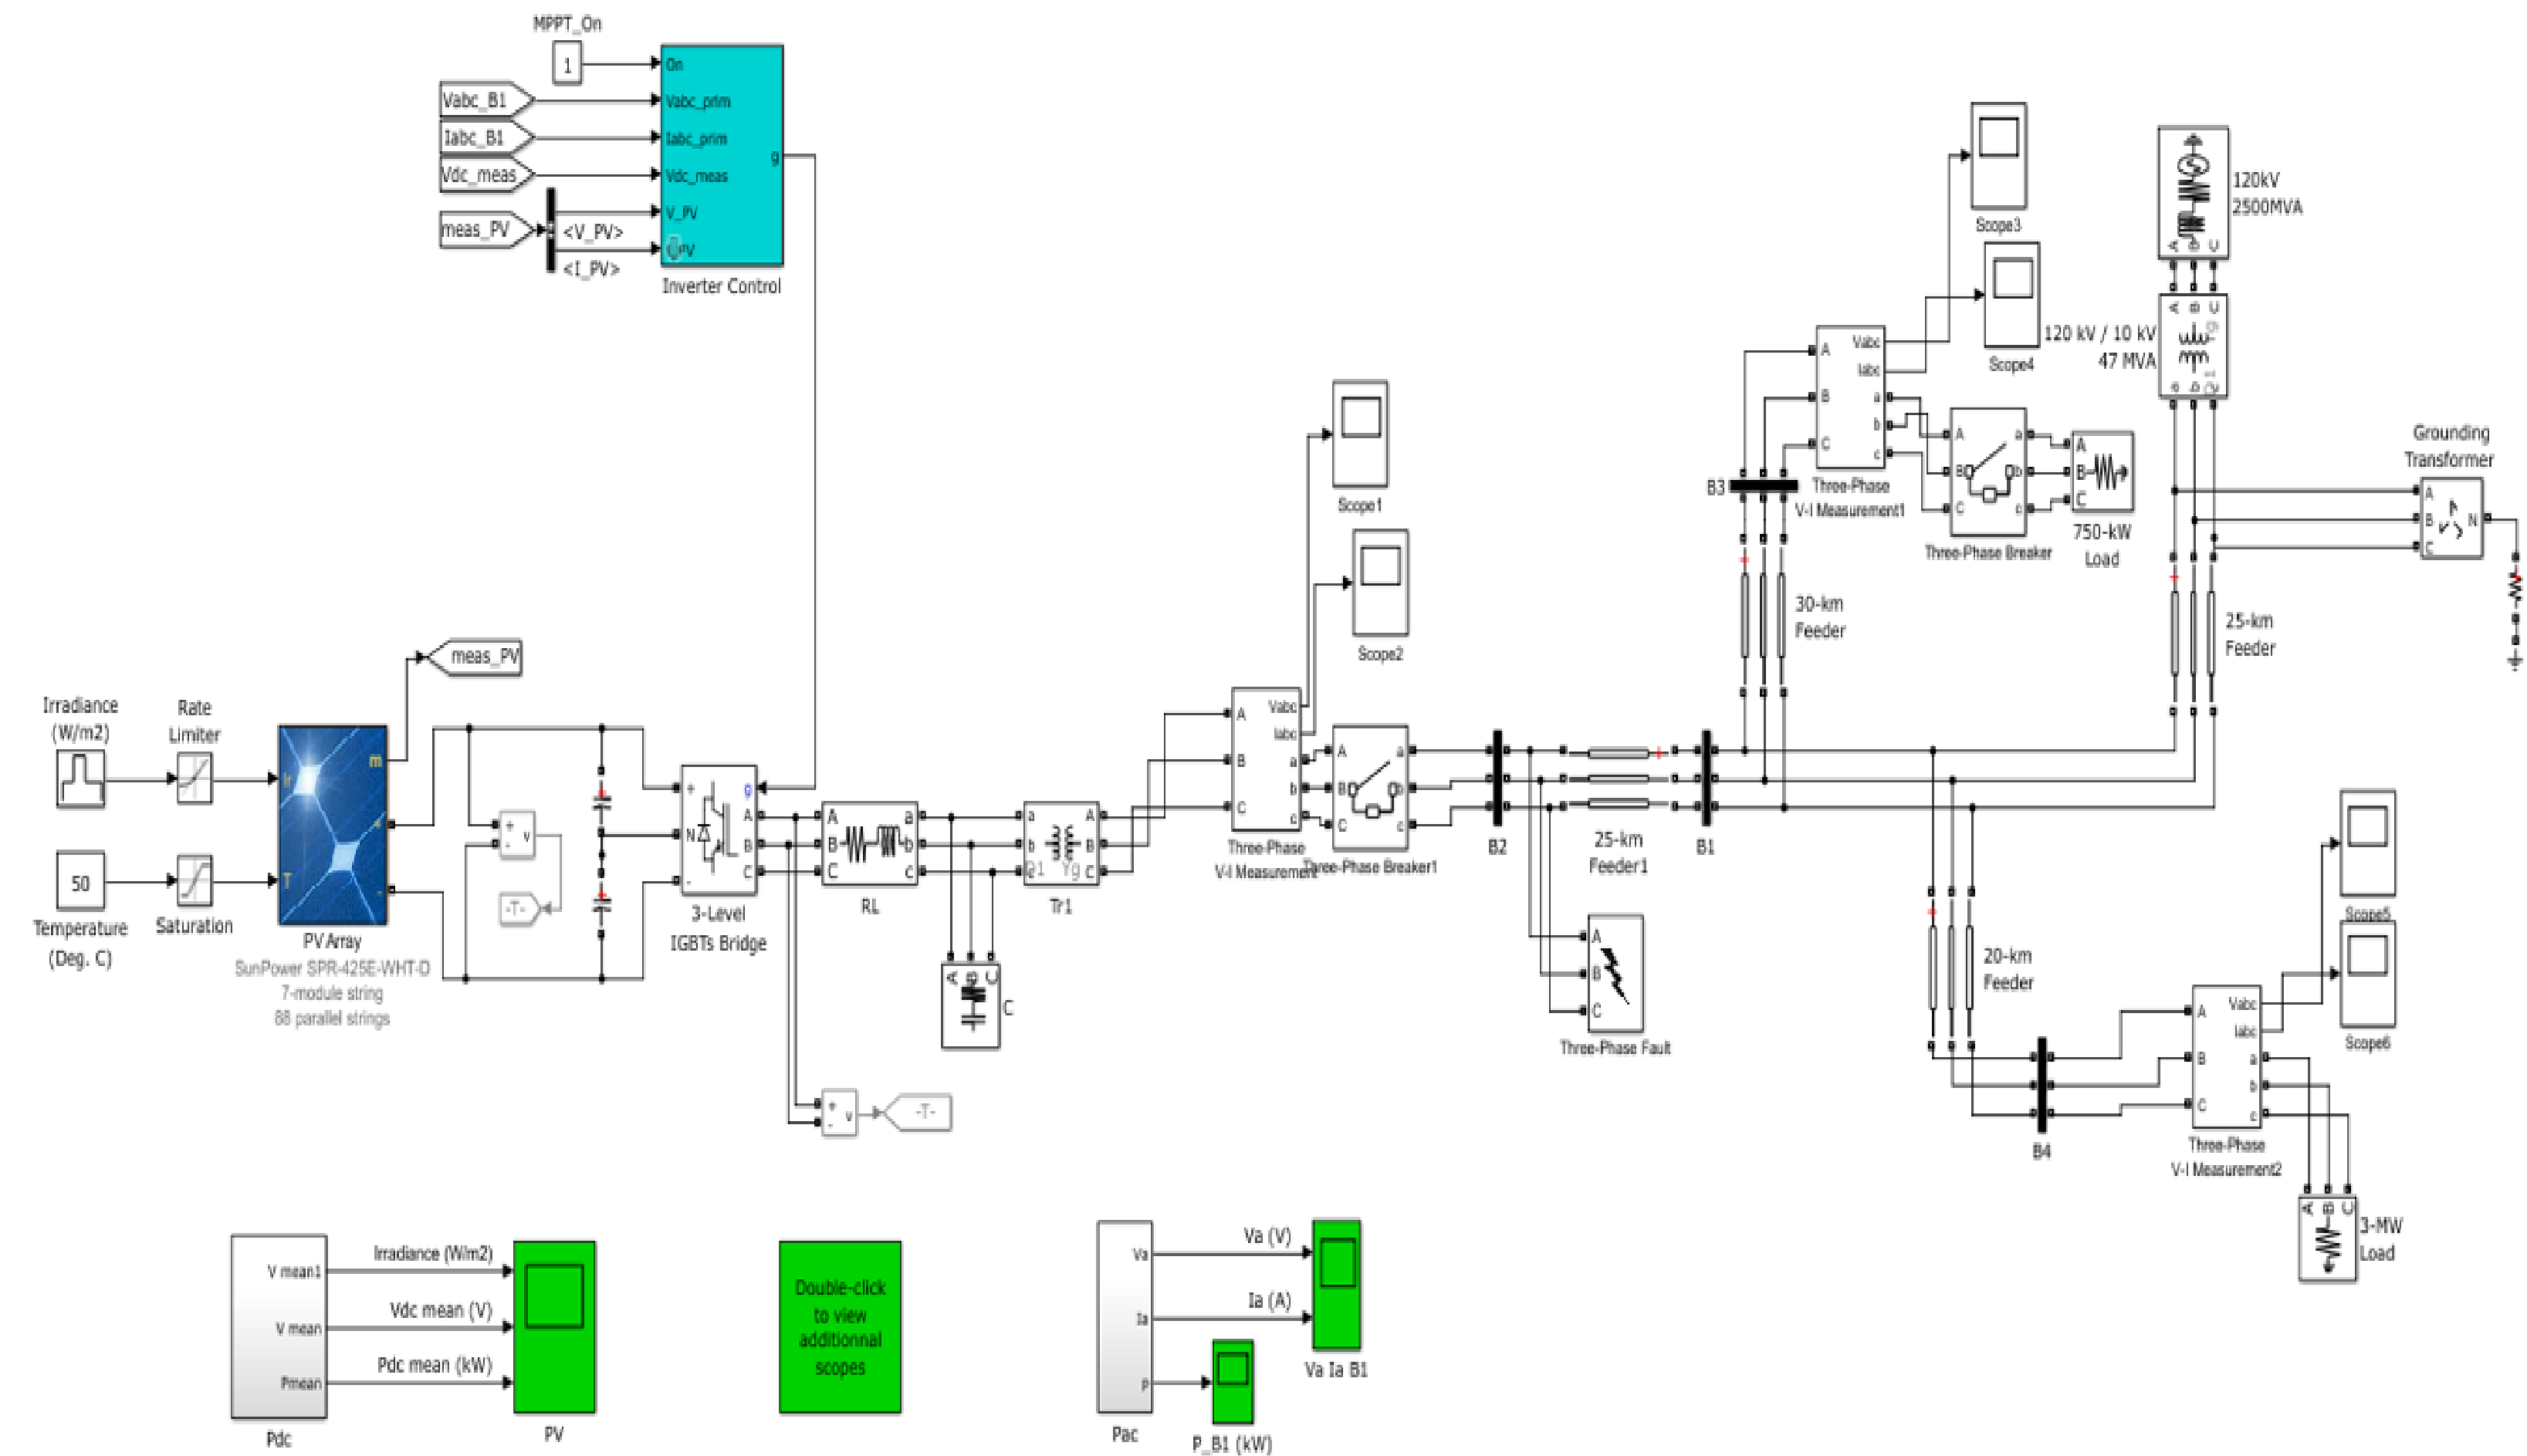 MPPT_On
1
On
Vabc_B1
Vabc_prim
Iabc_B1
Iabc_prim
g
Vdc_meas
Vdc_meas
meas_PV
V_PV
<V_PV>
<I_PV>
Inverter Control
Scope3
Scope4
120kV
2500MVA
A B C
A B C
120 kV / 10 kV
47 MVA
Grounding
Transformer
A
B
C
N
A
B
C
Vabc
Iabc
a
b
c
B3
Three-Phase
V-I Measurement1
A
B
C
a
b
c
Three-Phase Breaker
A
B
C
750-kW
Load
30-km
Feeder
25-km
Feeder
Scope1
Scope2
meas_PV
Irradiance
(W/m2)
Rate
Limiter
50
Temperature
(Deg. C)
Saturation
Ir
T
m
+
-
PV Array
SunPower SPR-425E-WHT-D
7-module string
88 parallel strings
+
-
v
-T-
+
N
-
g
A
B
C
3-Level
IGBTs Bridge
A
B
C
a
b
c
RL
a
b
A
B
C
Yg
Tr1
A B C
C
+
-
v
-T-
A
B
C
Vabc
Iabc
a
b
c
Three-Phase
V-I Measurement
A
B
C
a
b
c
Three-Phase Breaker1
B2
25-km
Feeder1
B1
A
B
C
Three-Phase Fault
20-km
Feeder
B4
A
B
C
Vabc
Iabc
a
b
c
Three-Phase
V-I Measurement2
Scope5
Scope6
A B C
3-MW
Load
V mean1
V mean
Pmean
Pdc
Irradiance (W/m2)
Vdc mean (V)
Pdc mean (kW)
PV
Double-click
to view
additionnal
scopes
Va
Ia
P
Pac
Va (V)
Ia (A)
Va Ia B1
P_B1 (kW)